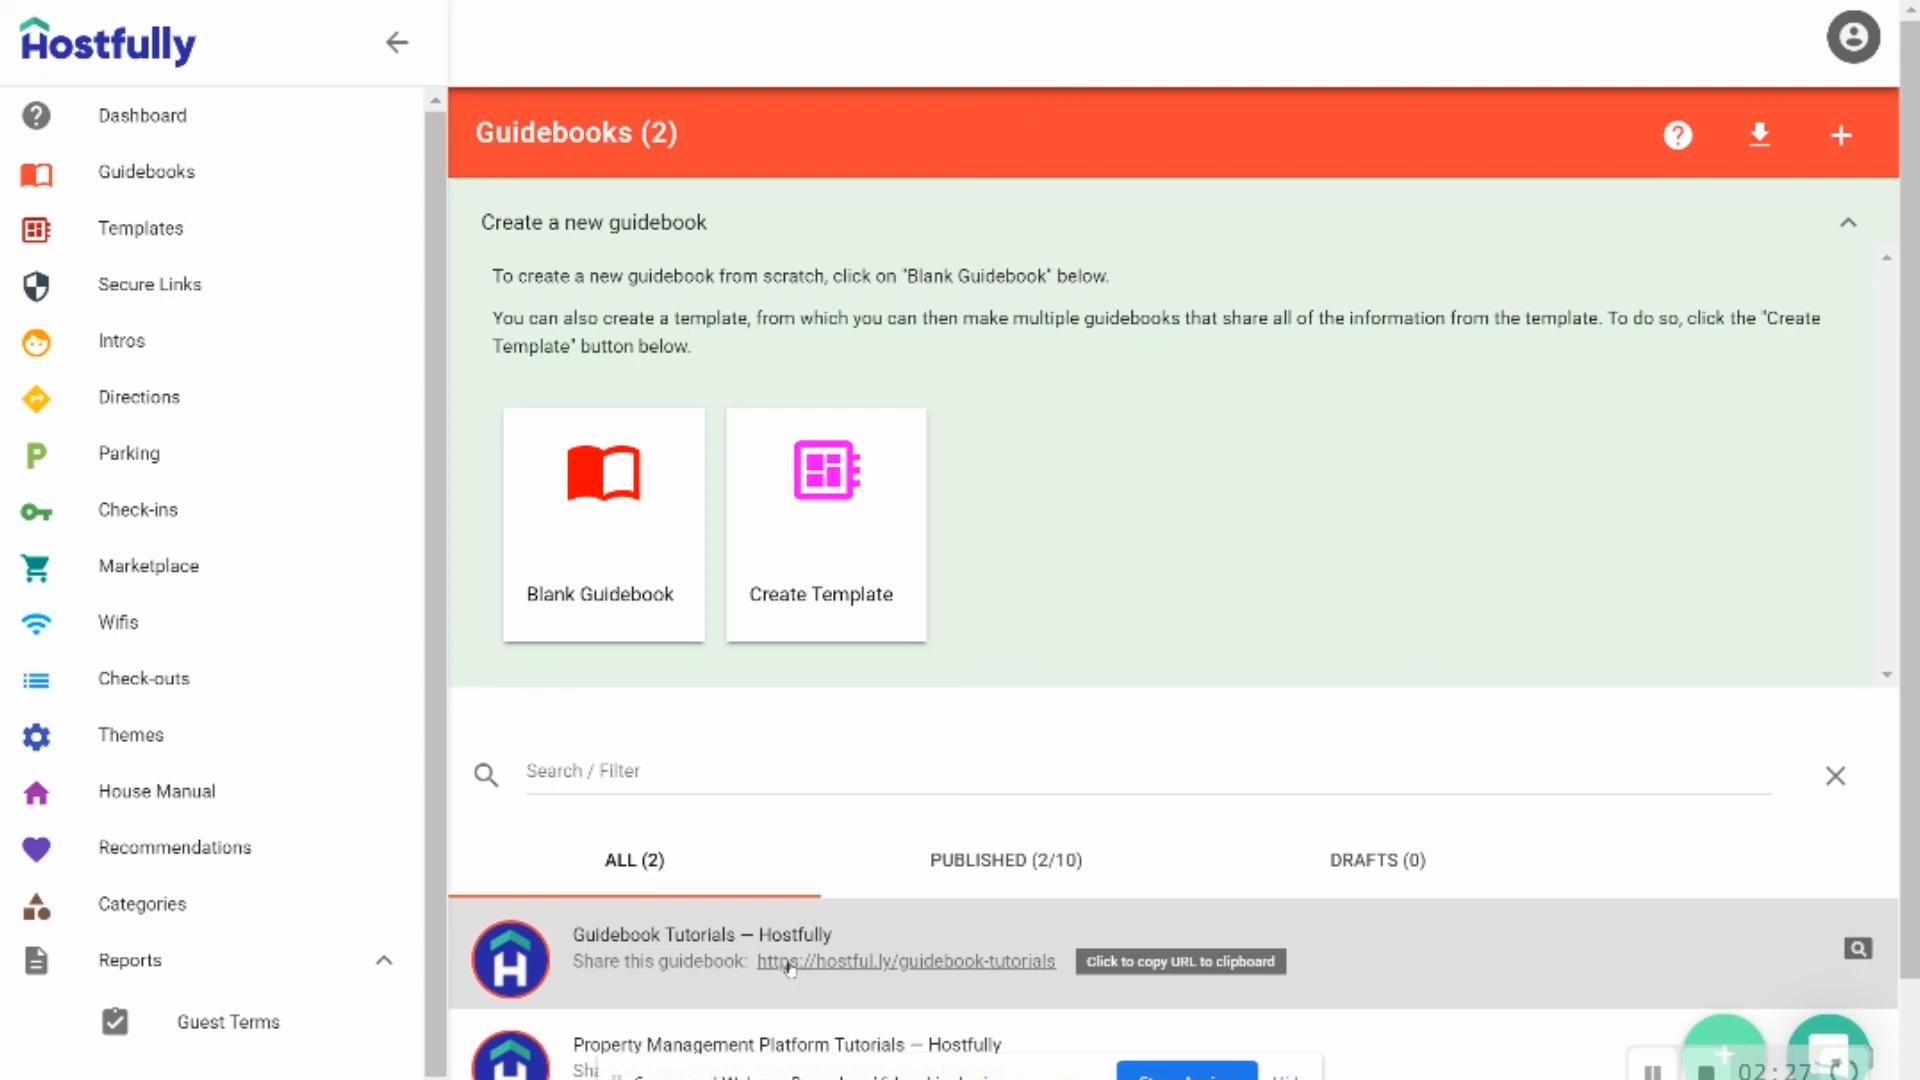 Hostfully
Dashboard
Guidebooks
Templates
Secure Links
Intros
Directions
Parking
Check-ins
Marketplace
Wifis
Check-outs
Themes
House Manual
Recommendations
Categories
Reports
Guest Terms
Guidebooks (2)
Create a new guidebook
To create a new guidebook from scratch, click on "Blank Guidebook" below.
You can also create a template, from which you can then make multiple guidebooks that share all of the information from the template. To do so, click the "Create
Template" button below.
Blank Guidebook
Create Template
Search / Filter
ALL (2)
PUBLISHED (2/10)
DRAFTS (0)
Guidebook Tutorials — Hostfully
Share this guidebook: https://hostful.ly/guidebook-tutorials
Click to copy URL to clipboard
Property Management Platform Tutorials — Hostfully
02:27